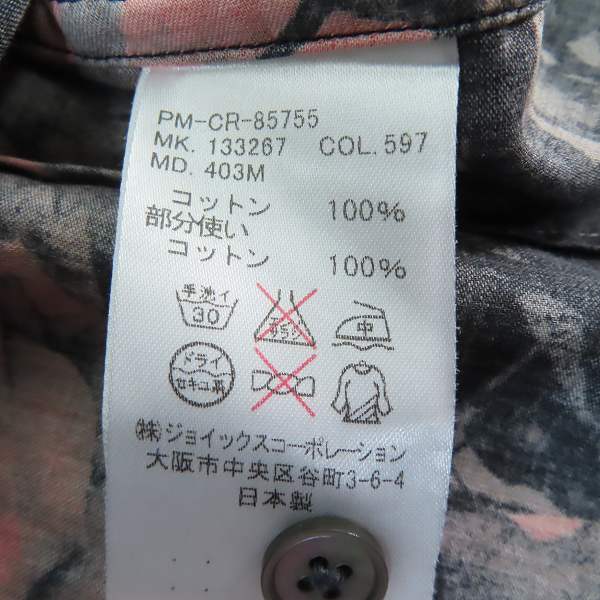 PM-CR-85755
MK. 133267 COL. 597
MD. 403M
コットン 100%
部分使い
コットン 100%
手洗イ
30
中
ドライ
セキユ系
(株)ジョイックスコーポレーション
大阪市中央区谷町3-6-4
日本製